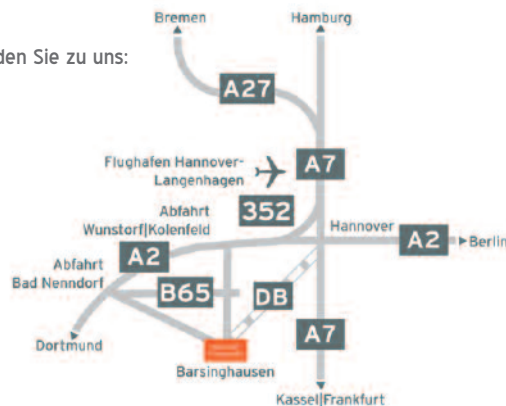 Bremen
Hamburg
den Sie zu uns:
A27
Flughafen Hannover-
Langenhagen
A7
352
Abfahrt
Wunstorf|Kolenfeld
Hannover
A2
Berlin
A2
Abfahrt
Bad Nenndorf
B65
DB
Dortmund
A7
Barsinghausen
Kassel|Frankfurt